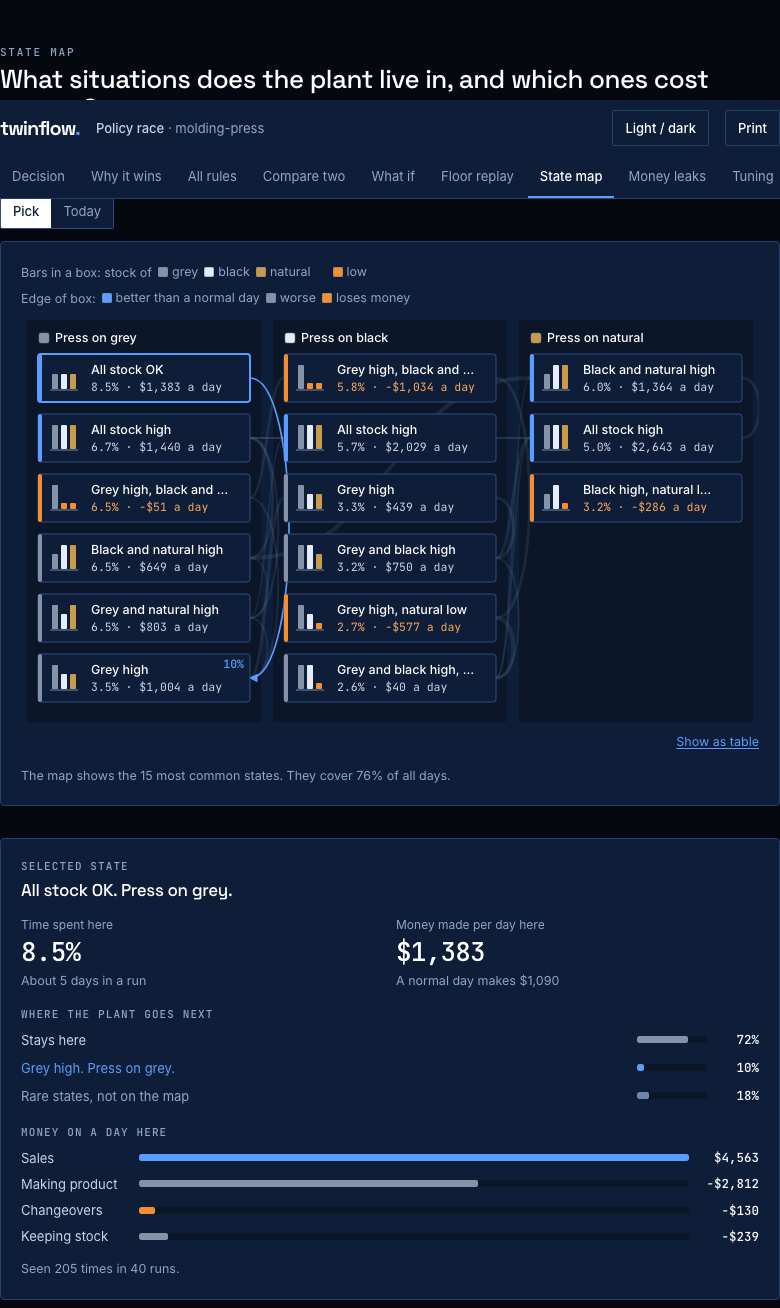 STATE MAP
What situations does the plant live in, and which ones cost
twinflow. Policy race · molding-press Light / dark Print
Decision Why it wins All rules Compare two What if Floor replay State map Money leaks Tuning
Pick Today
Bars in a box: stock of grey black natural low
Edge of box: better than a normal day worse loses money
Press on grey
All stock OK
8.5% · $1,383 a day
All stock high
6.7% · $1,440 a day
Grey high, black and ...
6.5% · -$51 a day
Black and natural high
6.5% · $649 a day
Grey and natural high
6.5% · $803 a day
Grey high 10%
3.5% · $1,004 a day
Press on black
Grey high, black and ...
5.8% · -$1,034 a day
All stock high
5.7% · $2,029 a day
Grey high
3.3% · $439 a day
Grey and black high
3.2% · $750 a day
Grey high, natural low
2.7% · -$577 a day
Grey and black high, ...
2.6% · $40 a day
Press on natural
Black and natural high
6.0% · $1,364 a day
All stock high
5.0% · $2,643 a day
Black high, natural l...
3.2% · -$286 a day
Show as table
The map shows the 15 most common states. They cover 76% of all days.
SELECTED STATE
All stock OK. Press on grey.
Time spent here
8.5%
About 5 days in a run
Money made per day here
$1,383
A normal day makes $1,090
WHERE THE PLANT GOES NEXT
Stays here 72%
Grey high. Press on grey. 10%
Rare states, not on the map 18%
MONEY ON A DAY HERE
Sales $4,563
Making product -$2,812
Changeovers -$130
Keeping stock -$239
Seen 205 times in 40 runs.